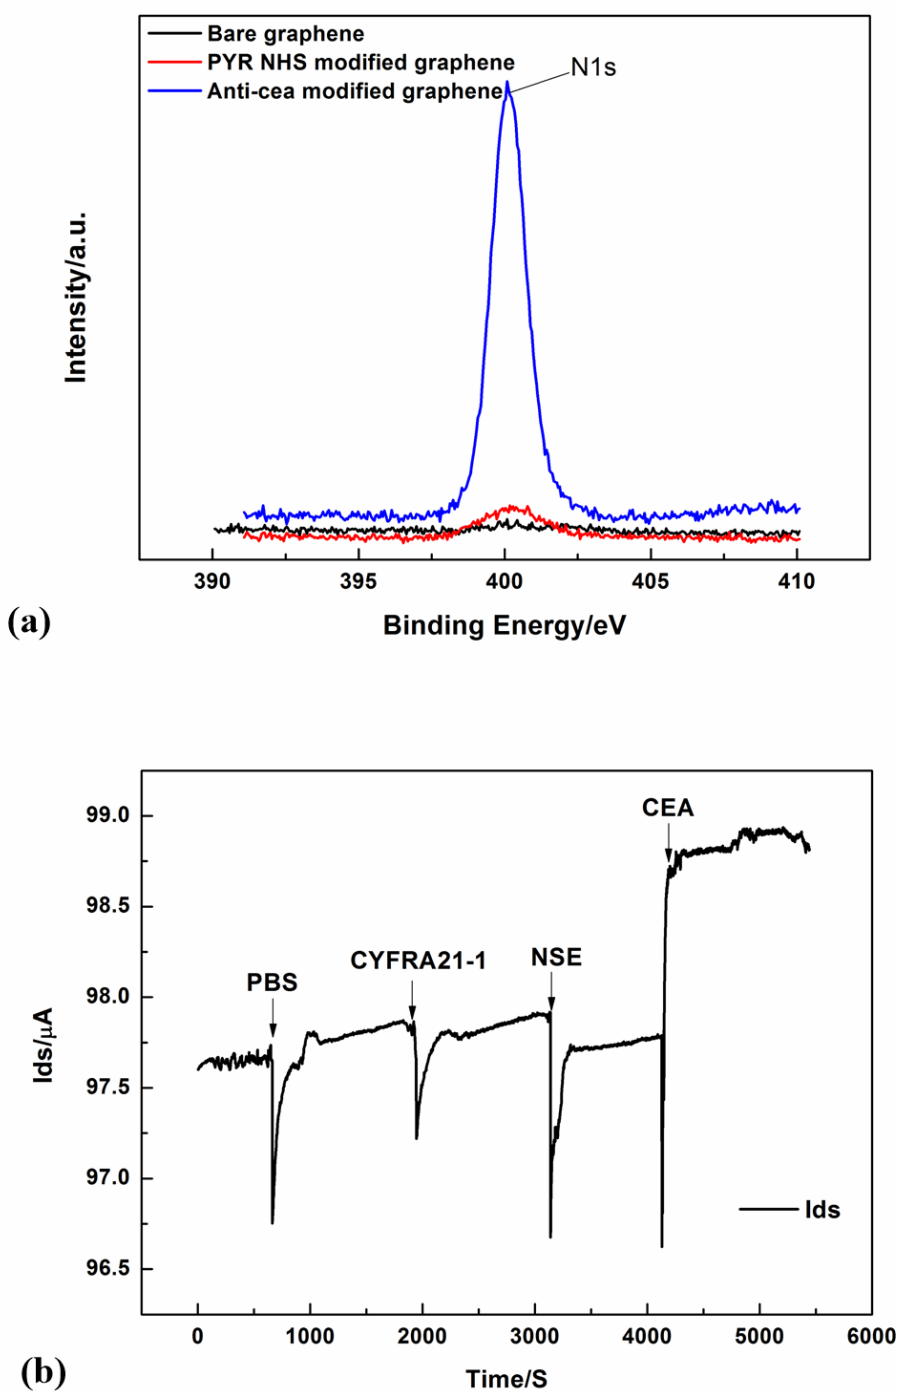 Bare graphene
PYR NHS modified graphene
Anti-cea modified graphene
N1s
Intensity/a.u.
390 395 400 405 410
Binding Energy/eV
(a)
99.0
98.5
98.0
97.5
97.0
96.5
Ids/μA
PBS
CYFRA21-1
NSE
CEA
Ids
0 1000 2000 3000 4000 5000 6000
Time/S
(b)